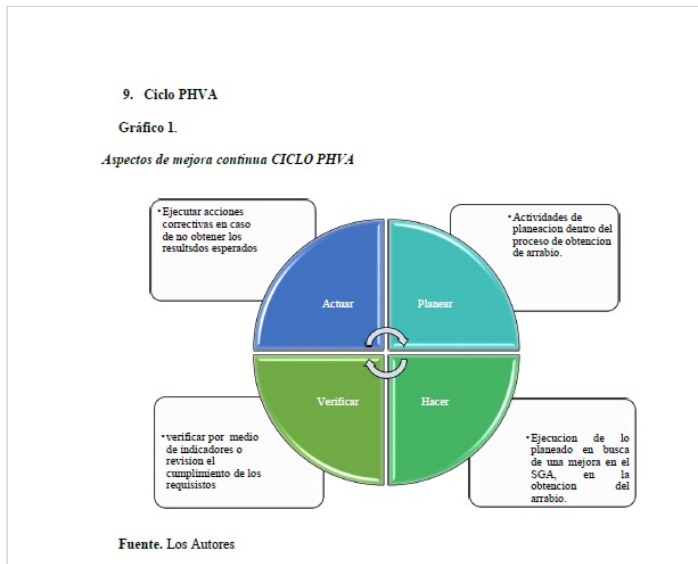 9. Ciclo PHVA
Gráfico 1.
Aspectos de mejora continua CICLO PHVA
•Ejecutar acciones
correctivas en caso
de no obtener los
resultsdos esperados
•Actividades de
planeacion dentro del
proceso de obtencion
de arrabio.
Actuar
Planear
Verificar
Hacer
•verificar por medio
de indicadores o
revision el
cumplimiento de los
requisistos
•Ejecucion de lo
planeado en busca
de una mejora en el
SGA, en la
obtencion del
arrabio.
Fuente. Los Autores